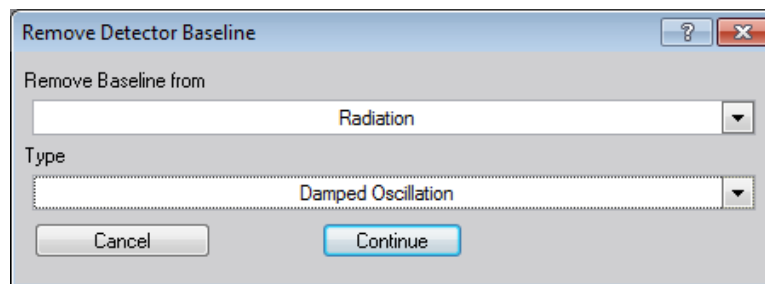 Remove Detector Baseline ?
Remove Baseline from
Radiation
Type
Damped Oscillation
Cancel Continue